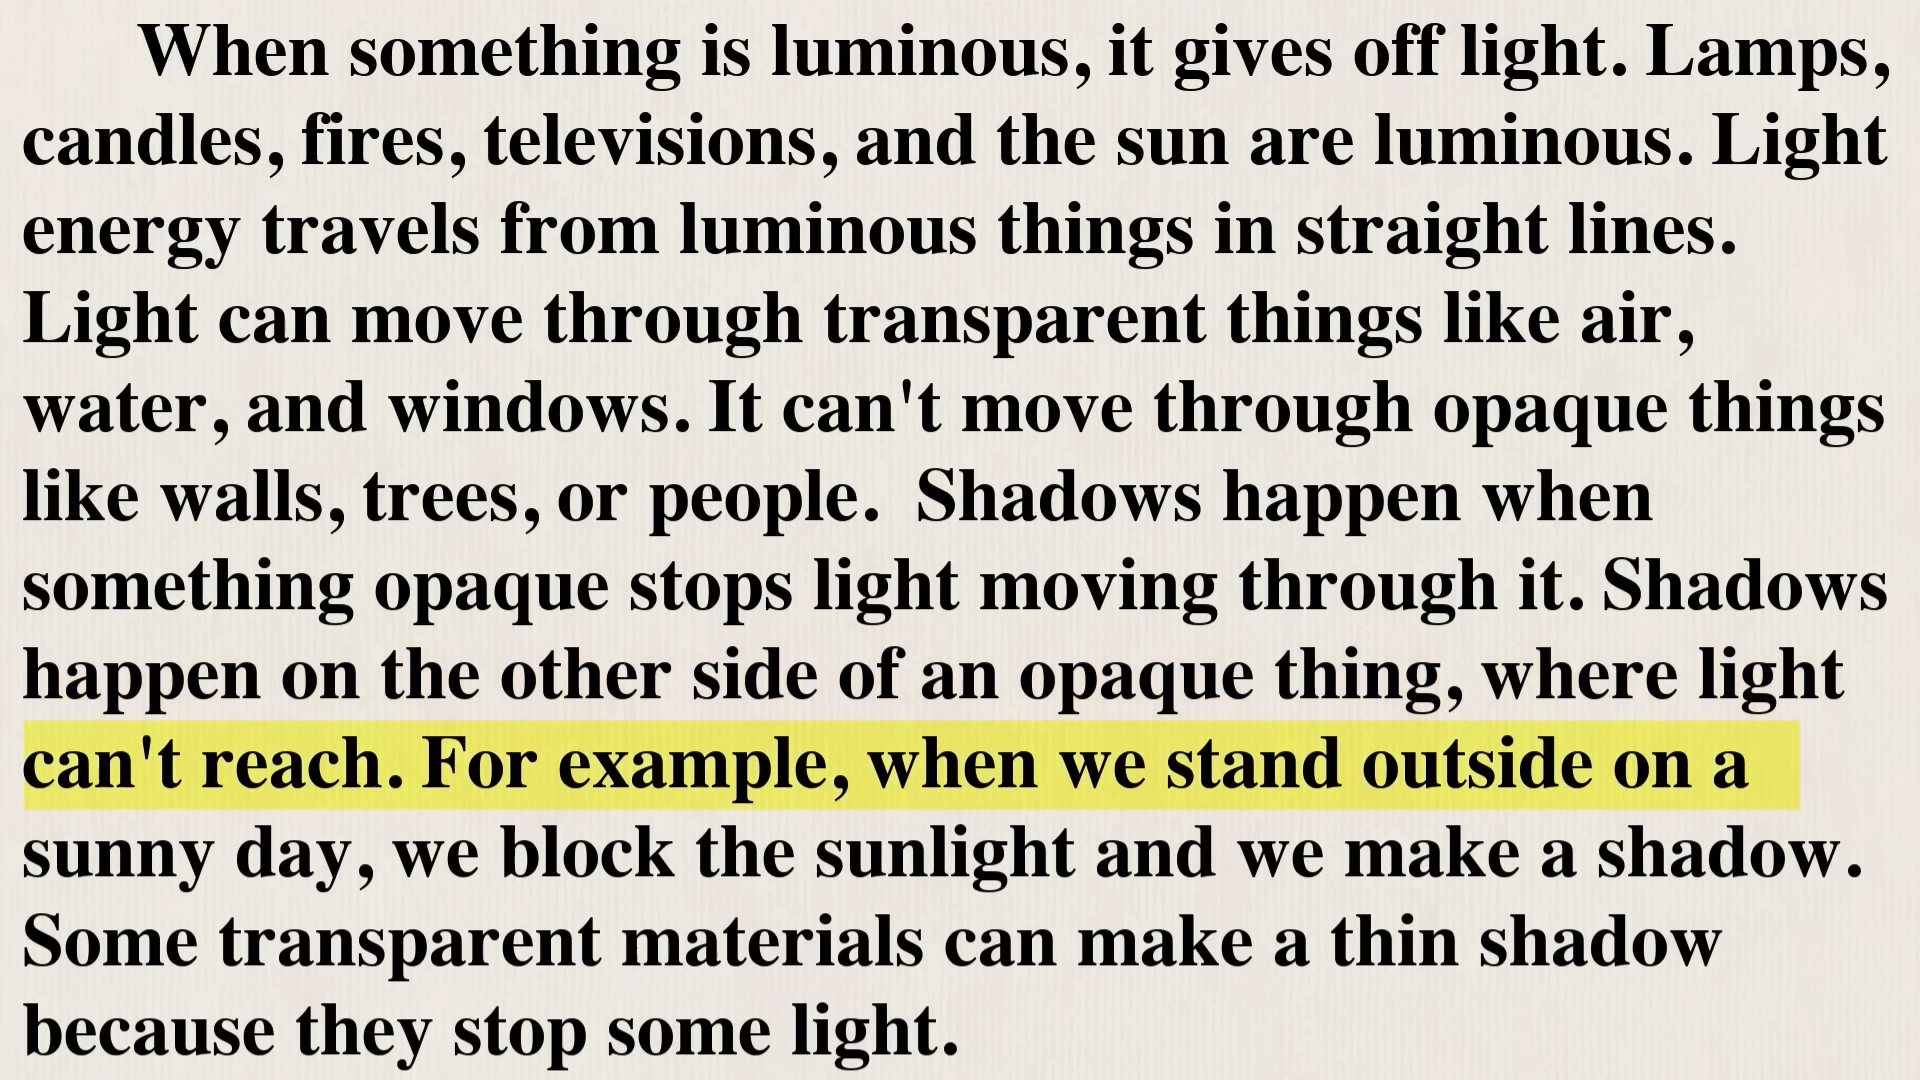 When something is luminous, it gives off light. Lamps,
candles, fires, televisions, and the sun are luminous. Light
energy travels from luminous things in straight lines.
Light can move through transparent things like air,
water, and windows. It can't move through opaque things
like walls, trees, or people.  Shadows happen when
something opaque stops light moving through it. Shadows
happen on the other side of an opaque thing, where light
can't reach. For example, when we stand outside on a
sunny day, we block the sunlight and we make a shadow.
Some transparent materials can make a thin shadow
because they stop some light.